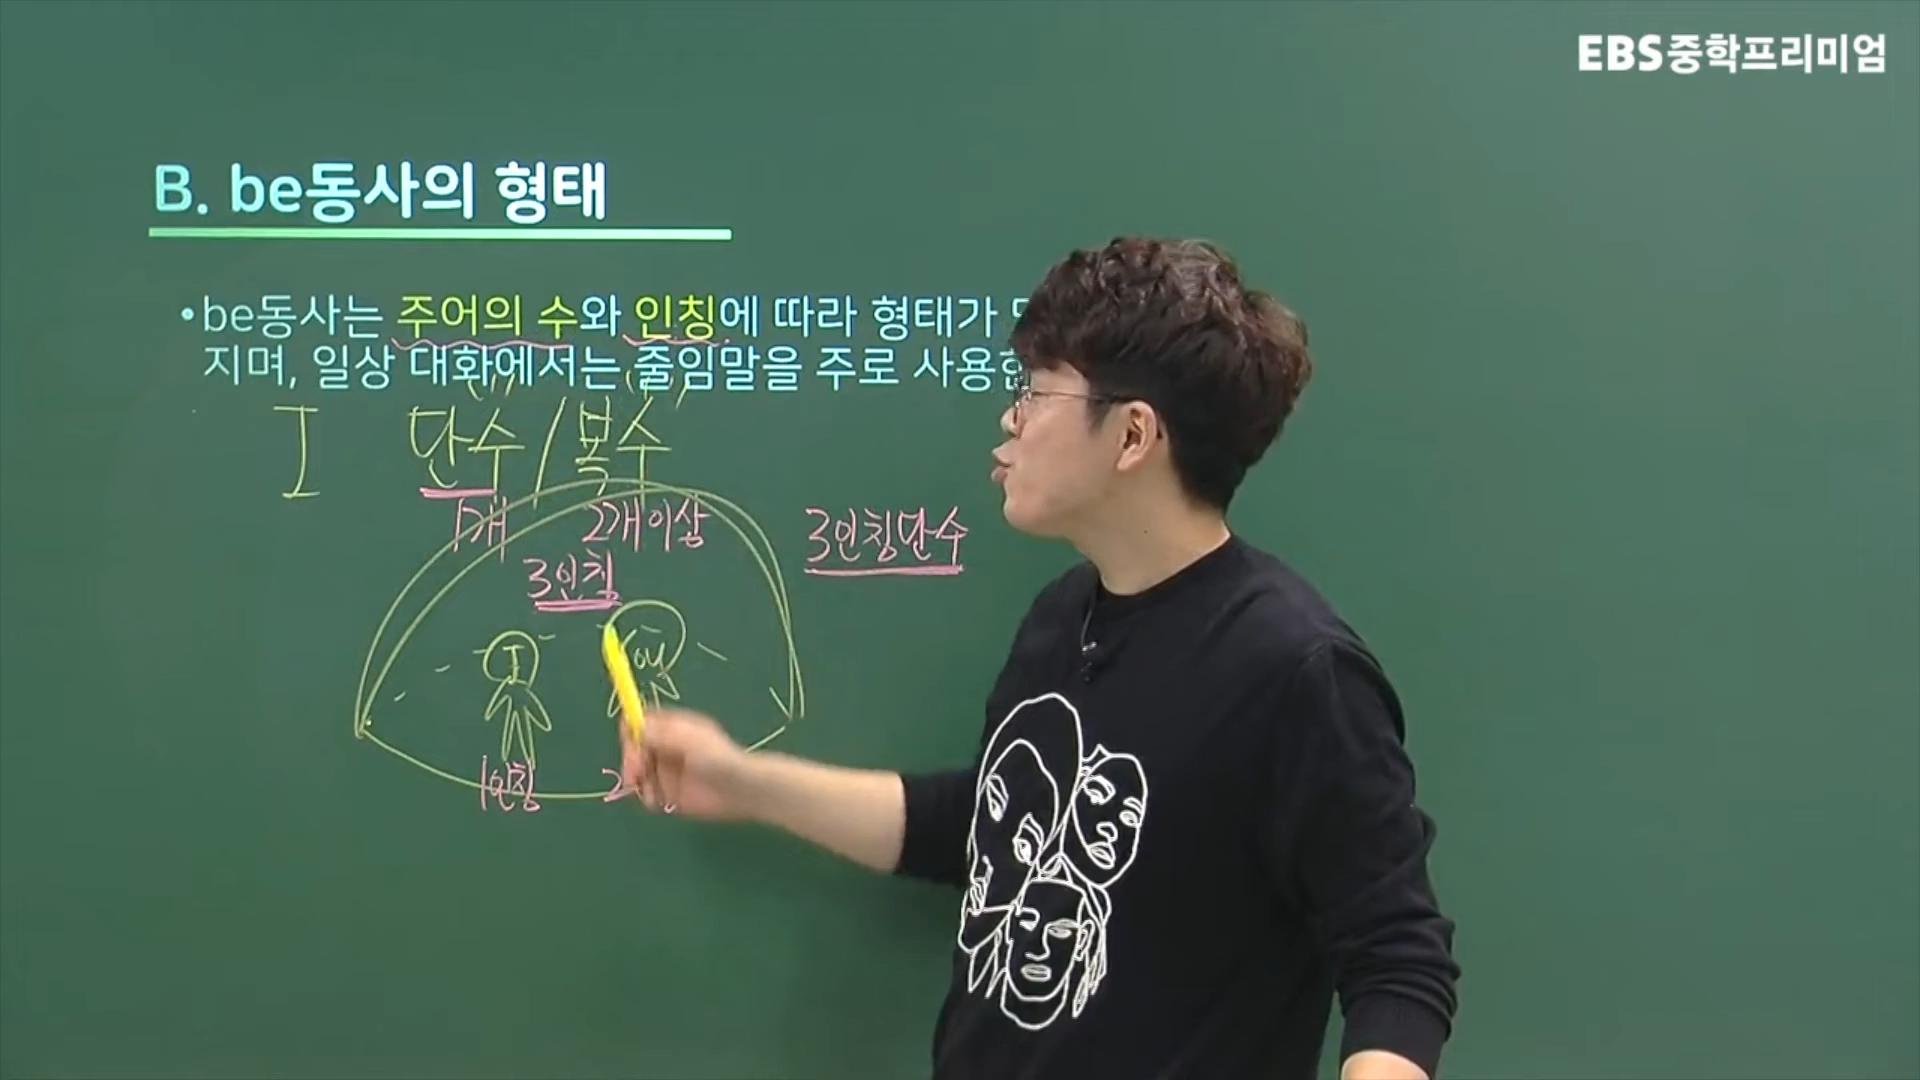 EBS중학프리미엄
B. be동사의 형태
•be동사는 주어의 수와 인칭에 따라 형태가
지며, 일상 대화에서는 줄임말을 주로 사용
I 단수/복수
1개 2개이상
3인칭단수
3인칭
I
1인칭